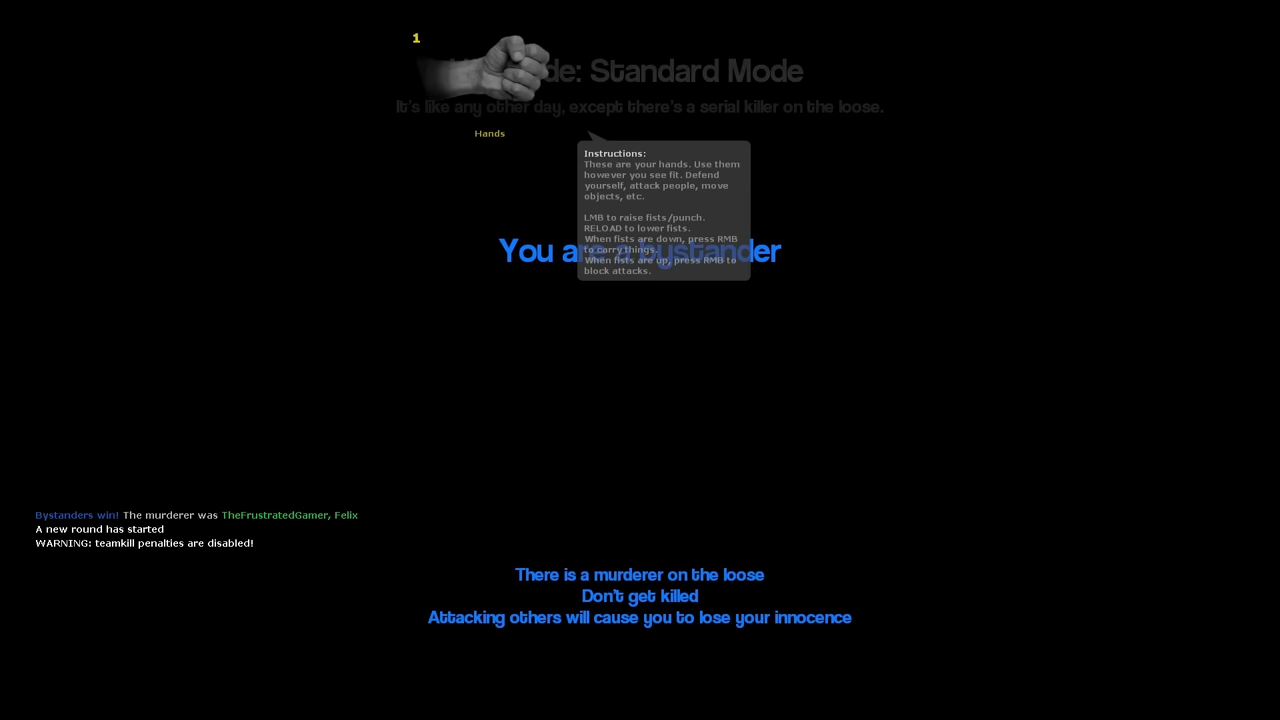 1
de: Standard Mode
It's like any other day, except there's a serial killer on the loose.
Hands
Instructions:
These are your hands. Use them
however you see fit. Defend
yourself, attack people, move
objects, etc.
LMB to raise fists/punch.
RELOAD to lower fists.
When fists are down, press RMB
to carry things.
When fists are up, press RMB to
block attacks.
You are a bystander
Bystanders win! The murderer was TheFrustratedGamer, Felix
A new round has started
WARNING: teamkill penalties are disabled!
There is a murderer on the loose
Don't get killed
Attacking others will cause you to lose your innocence